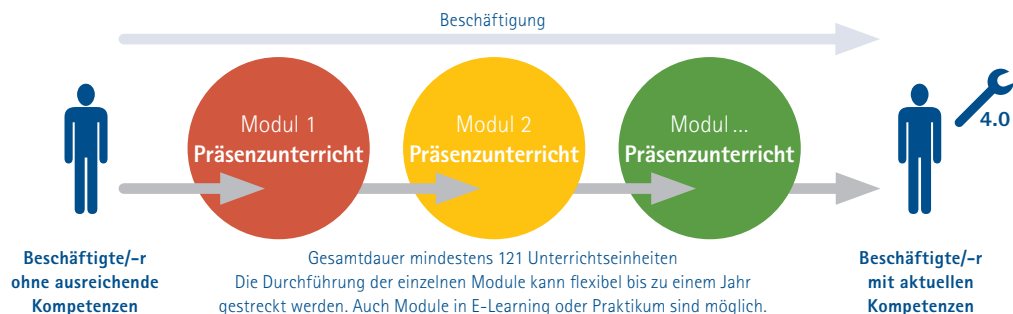 Beschäftigung
Modul 1
Präsenzunterricht
Modul 2
Präsenzunterricht
Modul ...
Präsenzunterricht
4.0
Beschäftigte/-r
ohne ausreichende
Kompetenzen
Gesamtdauer mindestens 121 Unterrichtseinheiten
Die Durchführung der einzelnen Module kann flexibel bis zu einem Jahr
gestreckt werden. Auch Module in E-Learning oder Praktikum sind möglich.
Beschäftigte/-r
mit aktuellen
Kompetenzen